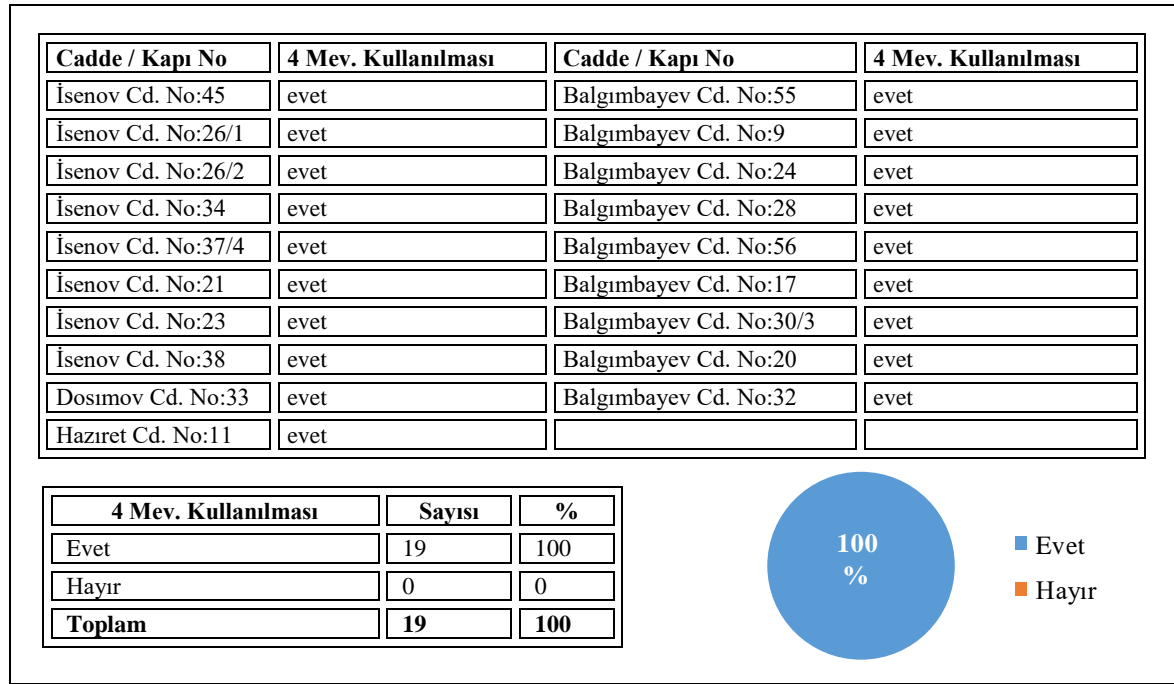 Cadde / Kapı No 4 Mev. Kullanılması Cadde / Kapı No 4 Mev. Kullanılması
İsenov Cd. No:45 evet Balgımbayev Cd. No:55 evet
İsenov Cd. No:26/1 evet Balgımbayev Cd. No:9 evet
İsenov Cd. No:26/2 evet Balgımbayev Cd. No:24 evet
İsenov Cd. No:34 evet Balgımbayev Cd. No:28 evet
İsenov Cd. No:37/4 evet Balgımbayev Cd. No:56 evet
İsenov Cd. No:21 evet Balgımbayev Cd. No:17 evet
İsenov Cd. No:23 evet Balgımbayev Cd. No:30/3 evet
İsenov Cd. No:38 evet Balgımbayev Cd. No:20 evet
Dosımov Cd. No:33 evet Balgımbayev Cd. No:32 evet
Hazıret Cd. No:11 evet
4 Mev. Kullanılması Sayısı %
Evet 19 100
Hayır 0 0
Toplam 19 100
100
%
Evet
Hayır